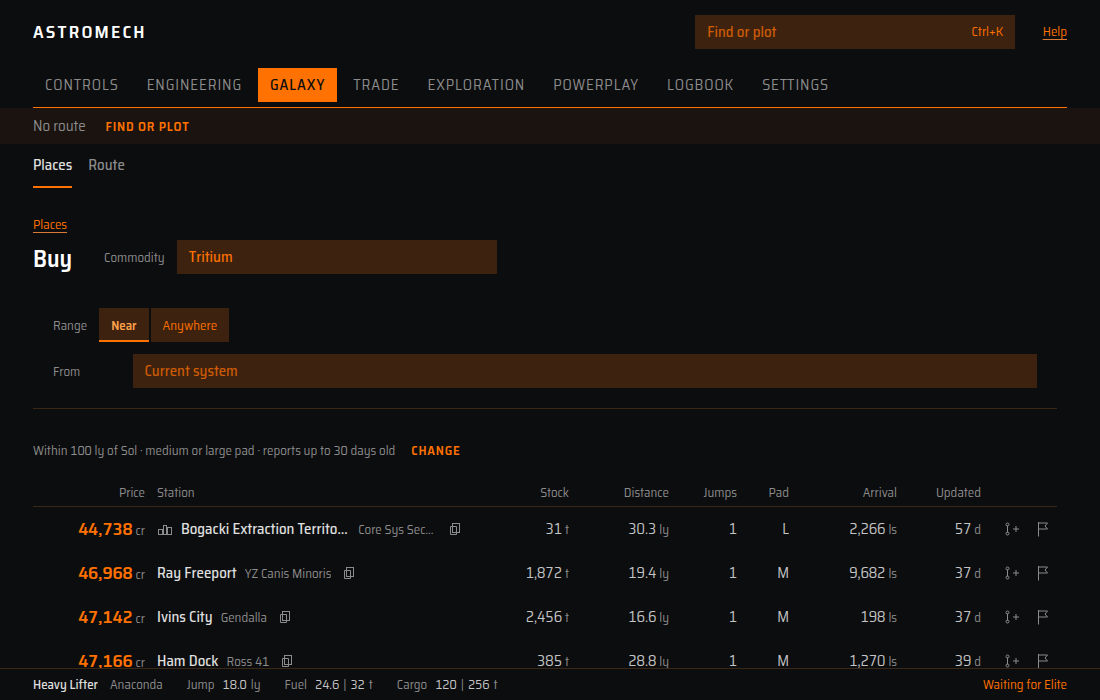 ASTROMECH
Find or plot Ctrl+K Help
CONTROLS ENGINEERING GALAXY TRADE EXPLORATION POWERPLAY LOGBOOK SETTINGS
No route FIND OR PLOT
Places Route
Places
Buy Commodity Tritium
Range Near Anywhere
From Current system
Within 100 ly of Sol · medium or large pad · reports up to 30 days old CHANGE
Price Station Stock Distance Jumps Pad Arrival Updated
44,738 cr Bogacki Extraction Territo... Core Sys Sec... 31 t 30.3 ly 1 L 2,266 ls 57 d
46,968 cr Ray Freeport YZ Canis Minoris 1,872 t 19.4 ly 1 M 9,682 ls 37 d
47,142 cr Ivins City Gendalla 2,456 t 16.6 ly 1 M 198 ls 37 d
47,166 cr Ham Dock Ross 41 385 t 28.8 ly 1 M 1,270 ls 39 d
Heavy Lifter Anaconda Jump 18.0 ly Fuel 24.6 | 32 t Cargo 120 | 256 t Waiting for Elite